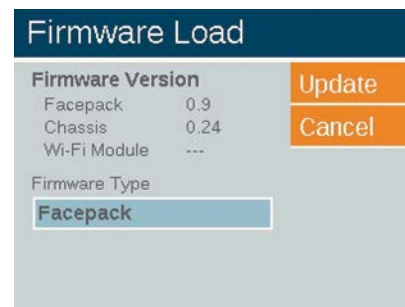 Firmware Load
Firmware Version
Facepack 0.9
Chassis 0.24
Wi-Fi Module ---
Firmware Type
Facepack
Update
Cancel